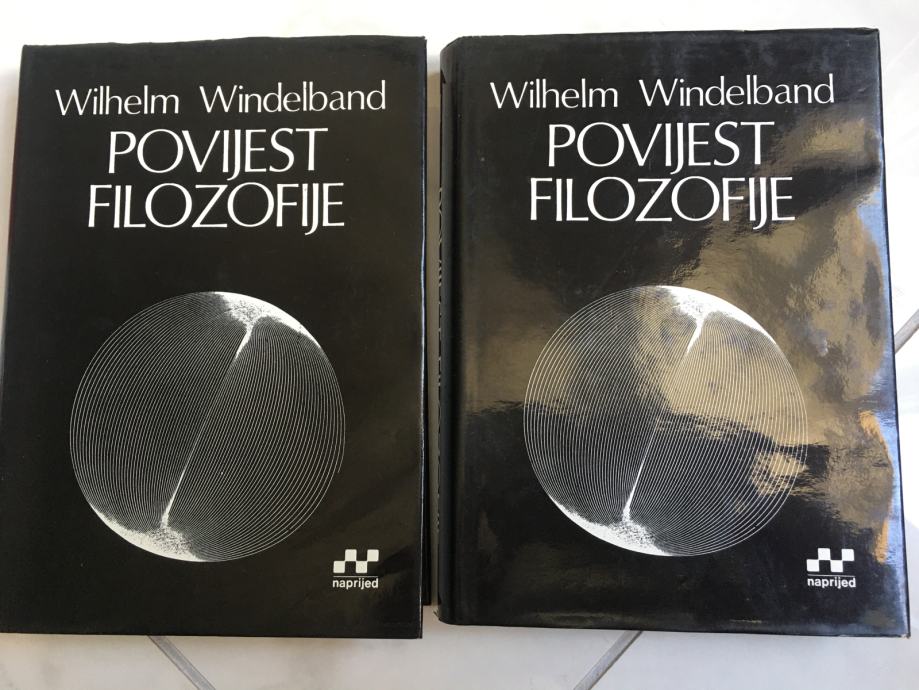 Wilhelm Windelband
POVIJEST
FILOZOFIJE
naprijed
Wilhelm Windelband
POVIJEST
FILOZOFIJE
naprijed